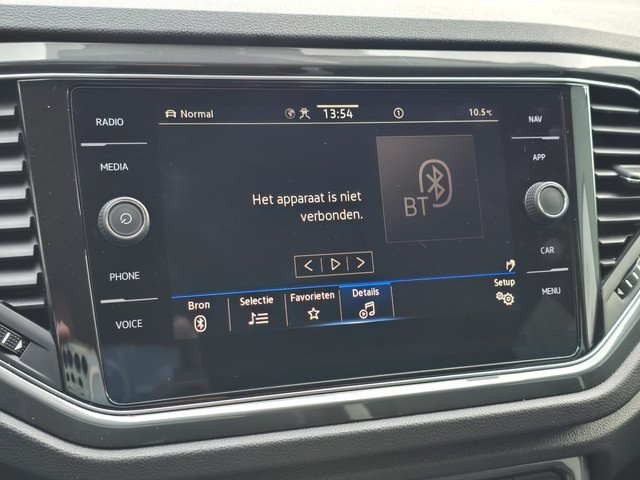 RADIO
MEDIA
PHONE
VOICE
Normal
13:54
1
10.5°C
Het apparaat is niet
verbonden.
BT
Bron
Selectie
Favorieten
Details
Setup
NAV
APP
CAR
MENU